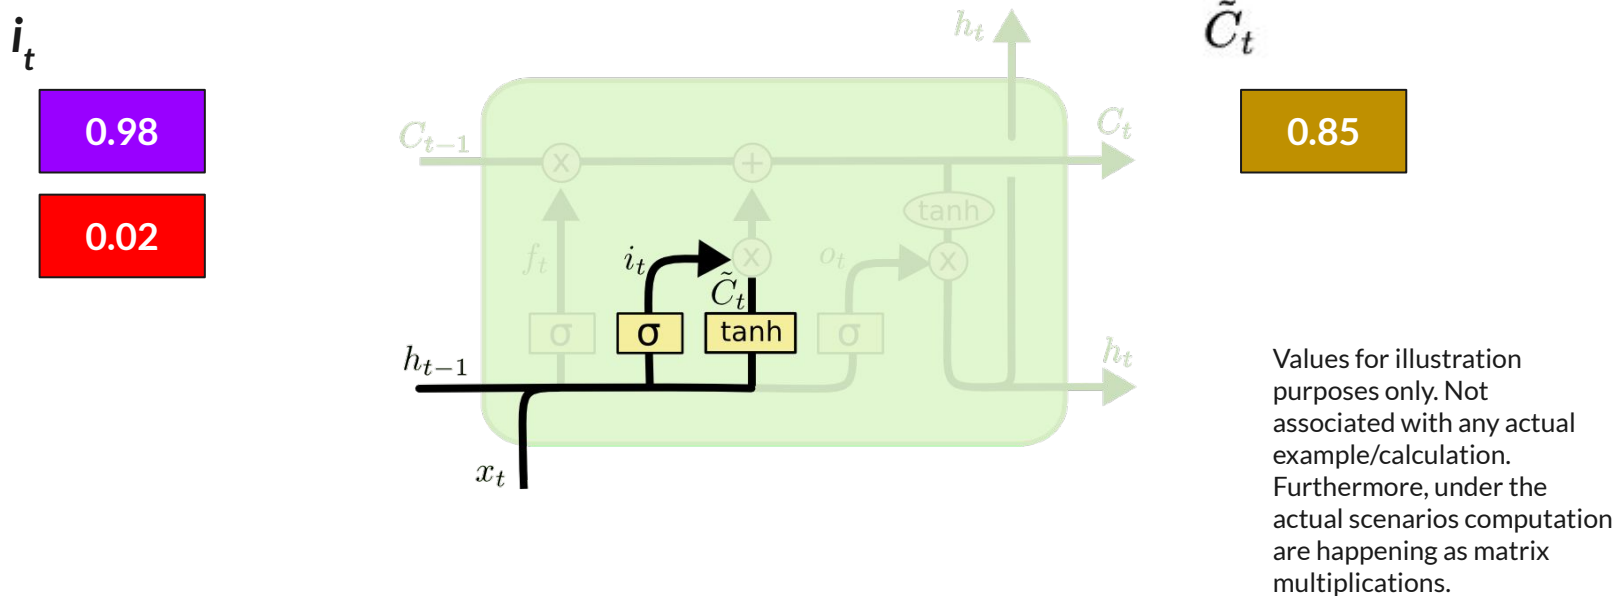 i_t
0.98
0.02
h_t
C_{t-1}
C_t
x
+
tanh
f_t
i_t
x
o_t
x
C̃_t
σ
σ
tanh
σ
h_{t-1}
h_t
x_t
C̃_t
0.85
Values for illustration
purposes only. Not
associated with any actual
example/calculation.
Furthermore, under the
actual scenarios computation
are happening as matrix
multiplications.